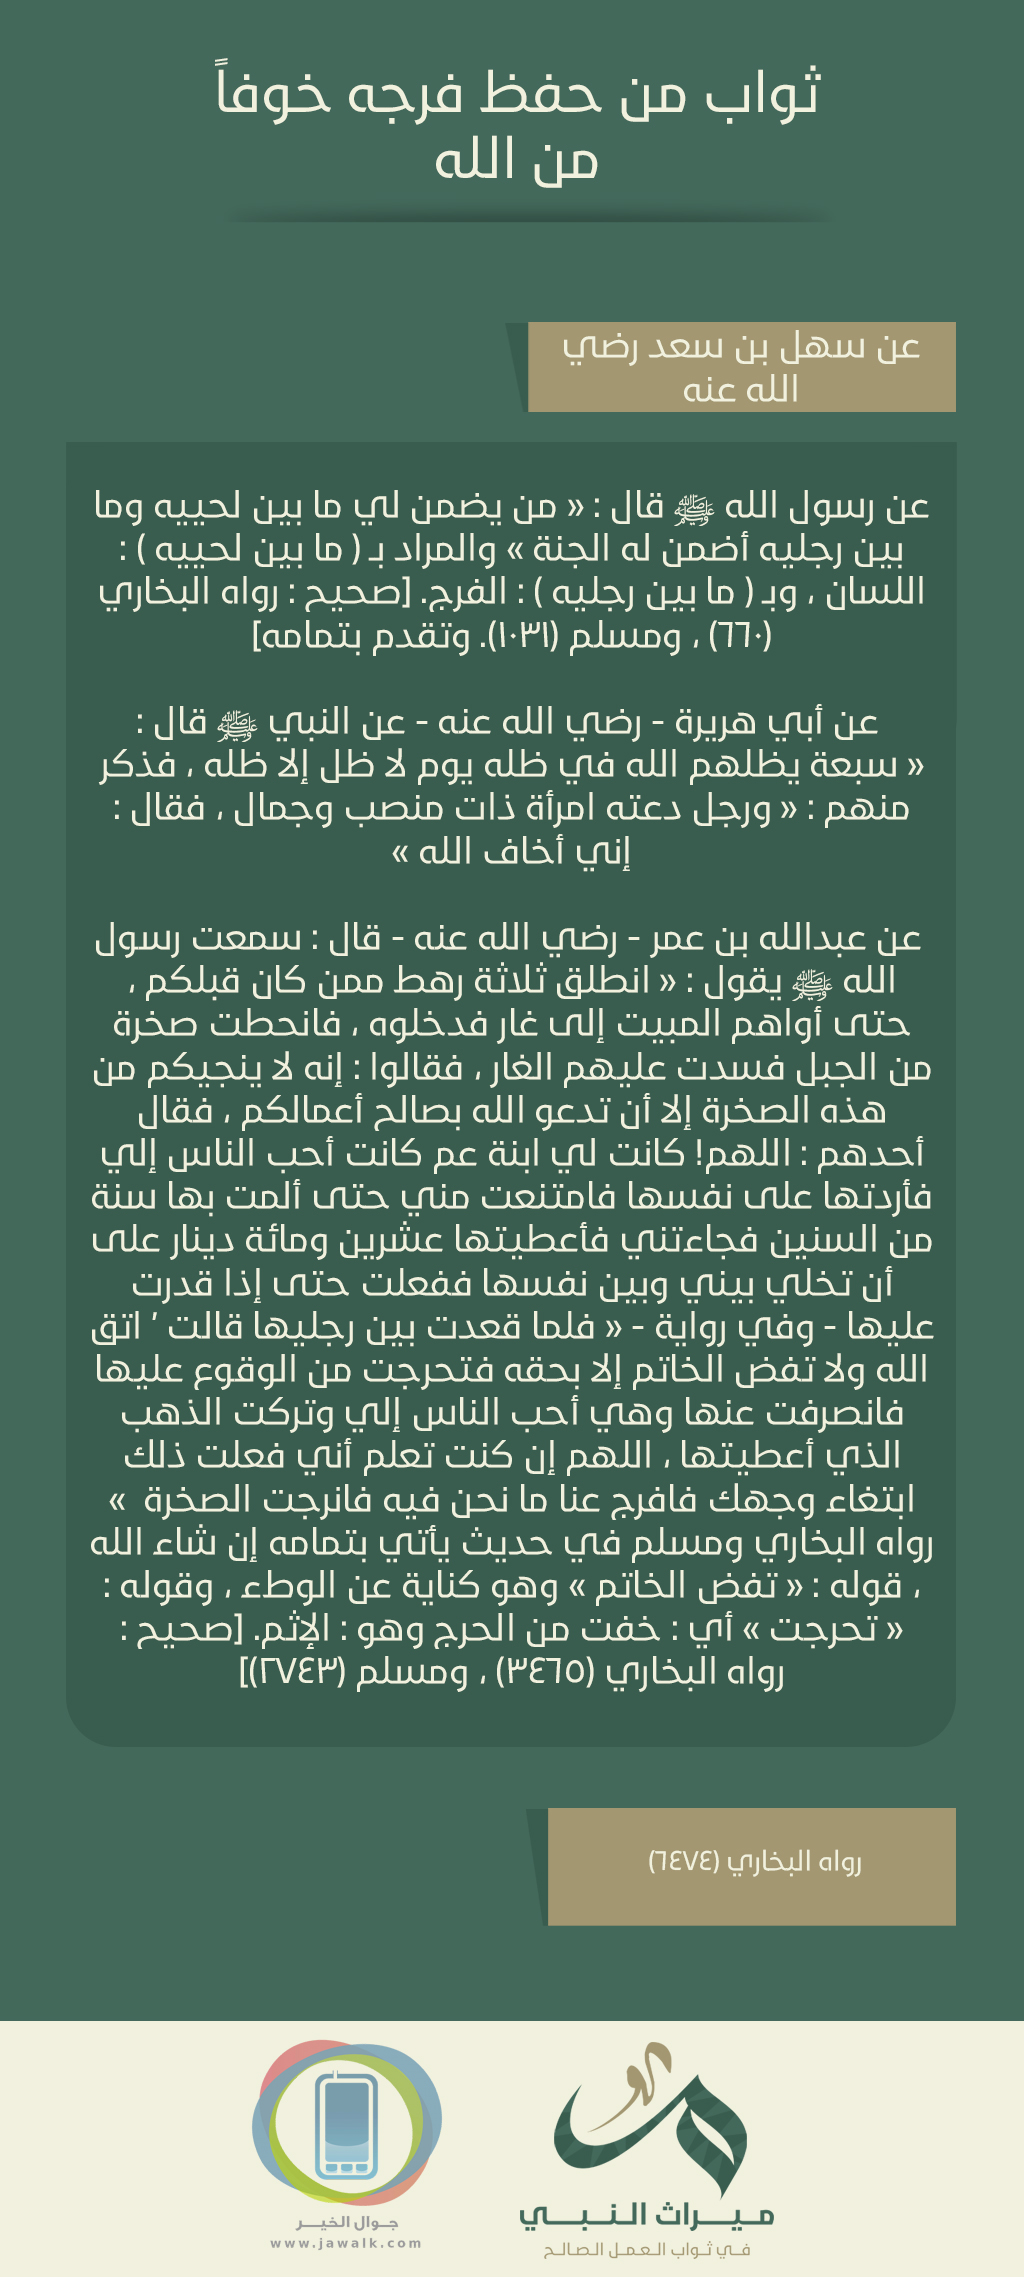 ثواب من حفظ فرجه خوفاً
من الله
عن سهل بن سعد رضي
الله عنه
عن رسول الله ﷺ قال : « من يضمن لي ما بين لحييه وما
بين رجليه أضمن له الجنة » والمراد بـ ( ما بين لحييه ) :
اللسان ، وبـ ( ما بين رجليه ) : الفرج. [صحيح : رواه البخاري
(٦٦٠) ، ومسلم (١٠٣١). وتقدم بتمامه]
عن أبي هريرة - رضي الله عنه - عن النبي ﷺ قال :
« سبعة يظلهم الله في ظله يوم لا ظل إلا ظله ، فذكر
منهم : « ورجل دعته امرأة ذات منصب وجمال ، فقال :
إني أخاف الله »
عن عبدالله بن عمر - رضي الله عنه - قال : سمعت رسول
الله ﷺ يقول : « انطلق ثلاثة رهط ممن كان قبلكم ،
حتى أواهم المبيت إلى غار فدخلوه ، فانحطت صخرة
من الجبل فسدت عليهم الغار ، فقالوا : إنه لا ينجيكم من
هذه الصخرة إلا أن تدعو الله بصالح أعمالكم ، فقال
أحدهم : اللهم! كانت لي ابنة عم كانت أحب الناس إلي
فأردتها على نفسها فامتنعت مني حتى ألمت بها سنة
من السنين فجاءتني فأعطيتها عشرين ومائة دينار على
أن تخلي بيني وبين نفسها ففعلت حتى إذا قدرت
عليها - وفي رواية - « فلما قعدت بين رجليها قالت ' اتق
الله ولا تفض الخاتم إلا بحقه فتحرجت من الوقوع عليها
فانصرفت عنها وهي أحب الناس إلي وتركت الذهب
الذي أعطيتها ، اللهم إن كنت تعلم أني فعلت ذلك
ابتغاء وجهك فافرج عنا ما نحن فيه فانرجت الصخرة »
رواه البخاري ومسلم في حديث يأتي بتمامه إن شاء الله
، قوله : « تفض الخاتم » وهو كناية عن الوطء ، وقوله :
« تحرجت » أي : خفت من الحرج وهو : الإثم. [صحيح :
رواه البخاري (٣٤٦٥) ، ومسلم (٢٧٤٣)]
رواه البخاري (٦٤٧٤)
ميراث النبي
في ثواب العمل الصالح
جوال الخير
www.jawalk.com